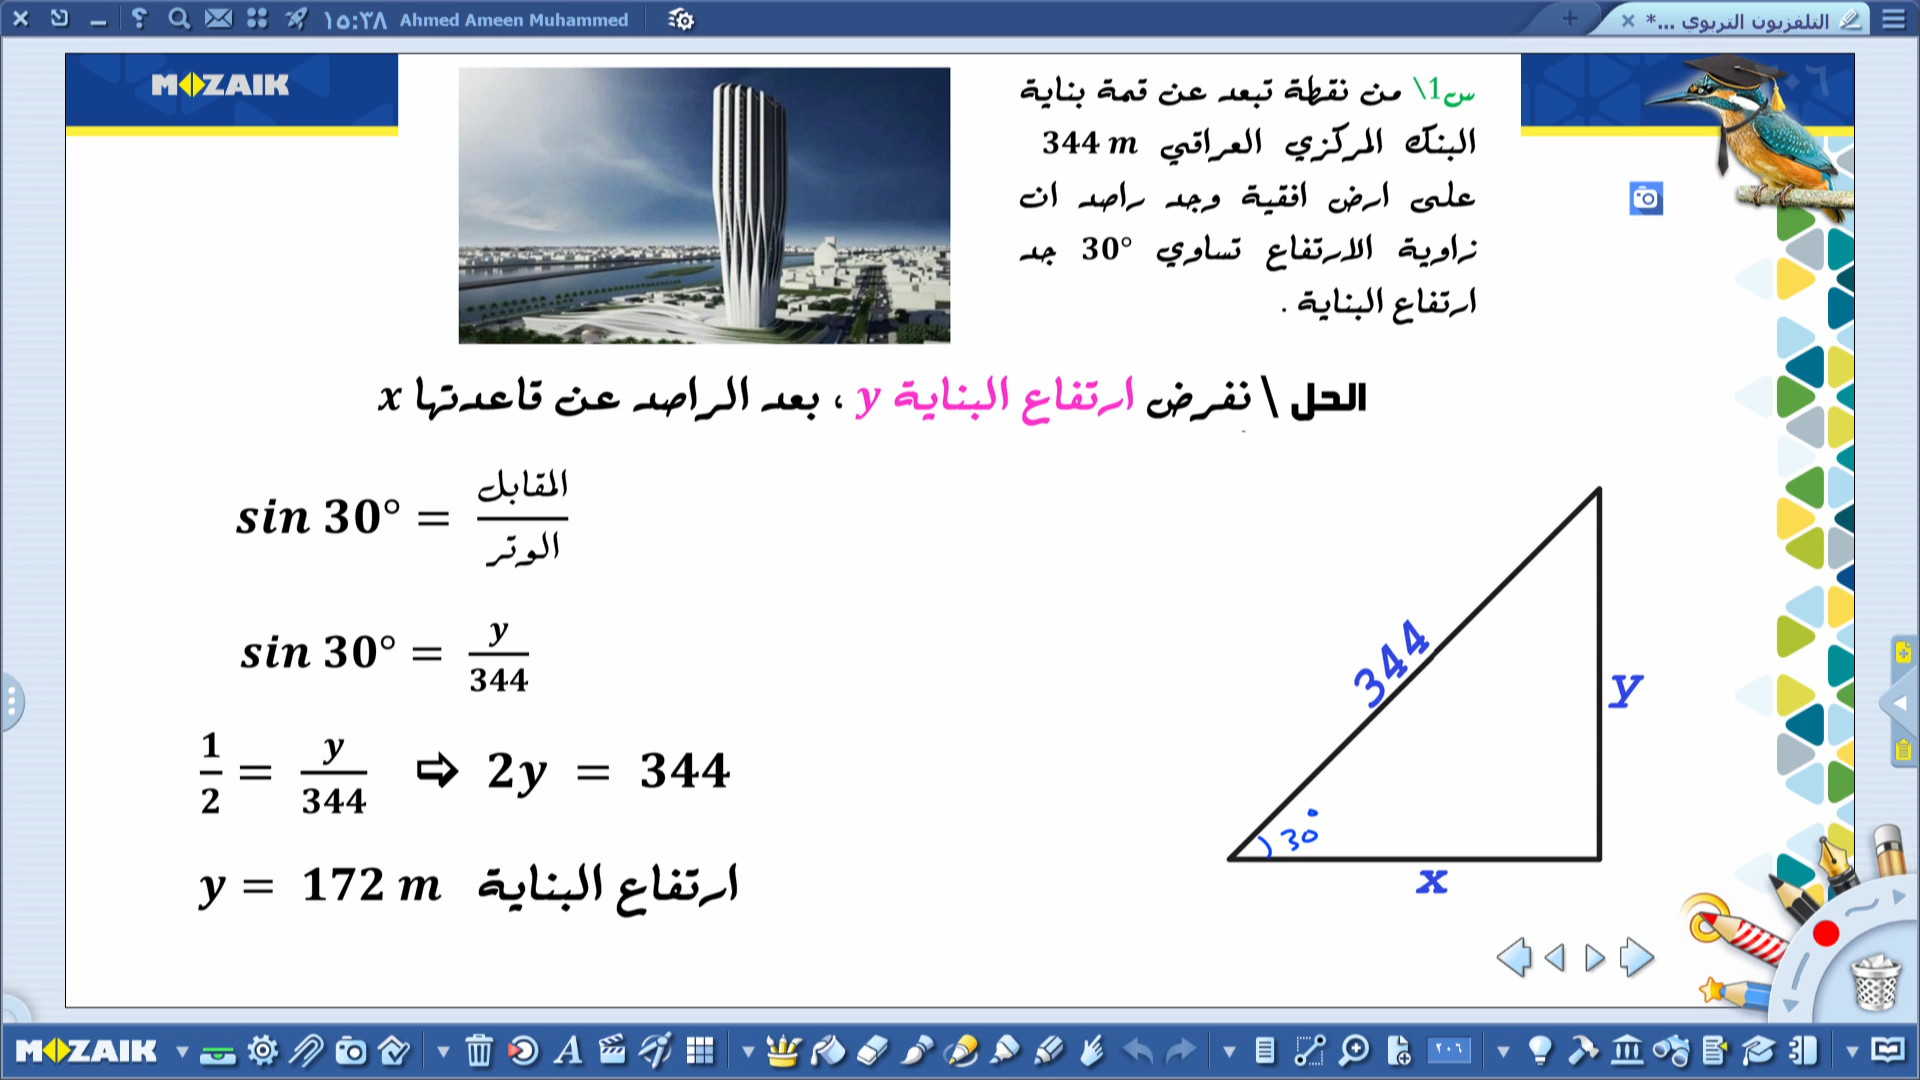 ١٥:٣٨ Ahmed Ameen Muhammed
التلفزيون التربوي ...*
MOZAIK
٢٠٦
س1\ من نقطة تبعد عن قمة بناية
البنك المركزي العراقي 344 m
على ارض افقية وجد راصد ان
زاوية الارتفاع تساوي 30° جد
ارتفاع البناية .
الحل \ نفرض ارتفاع البناية y ، بعد الراصد عن قاعدتها x
sin 30° = المقابل / الوتر
sin 30° = y / 344
1/2 = y / 344 ⇨ 2y = 344
y = 172 m ارتفاع البناية
344
y
30°
x
MOZAIK
٢٠٦